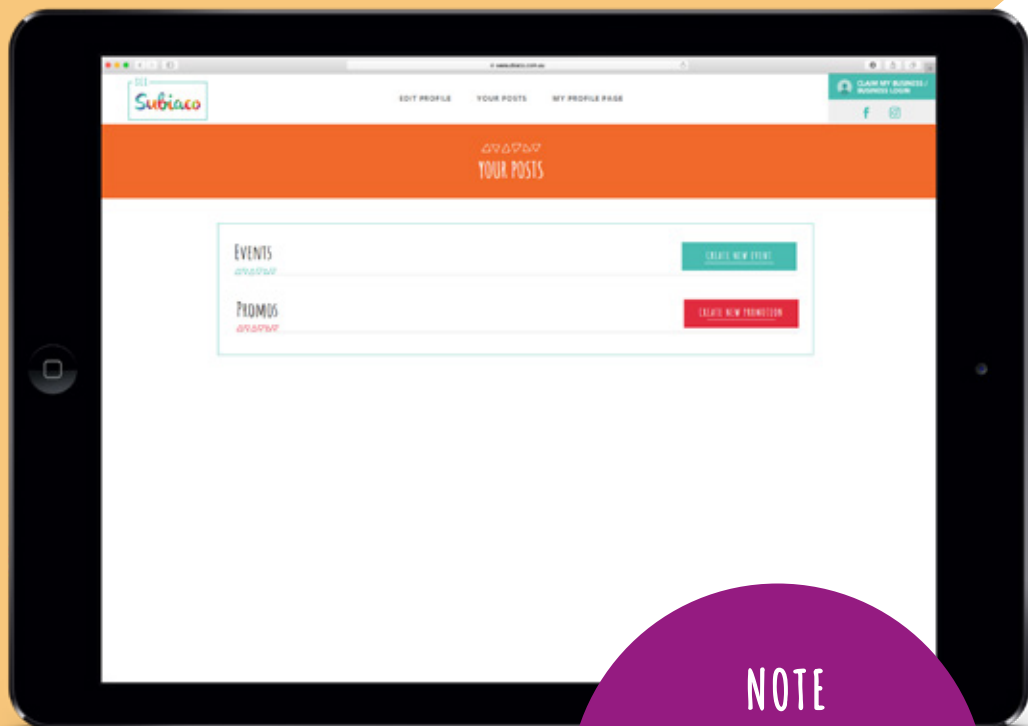 SEE
Subiaco
EDIT PROFILE YOUR POSTS MY PROFILE PAGE
CLAIM MY BUSINESS /
BUSINESS LOGIN
YOUR POSTS
EVENTS
CREATE NEW EVENT
PROMOS
CREATE NEW PROMOTION
NOTE